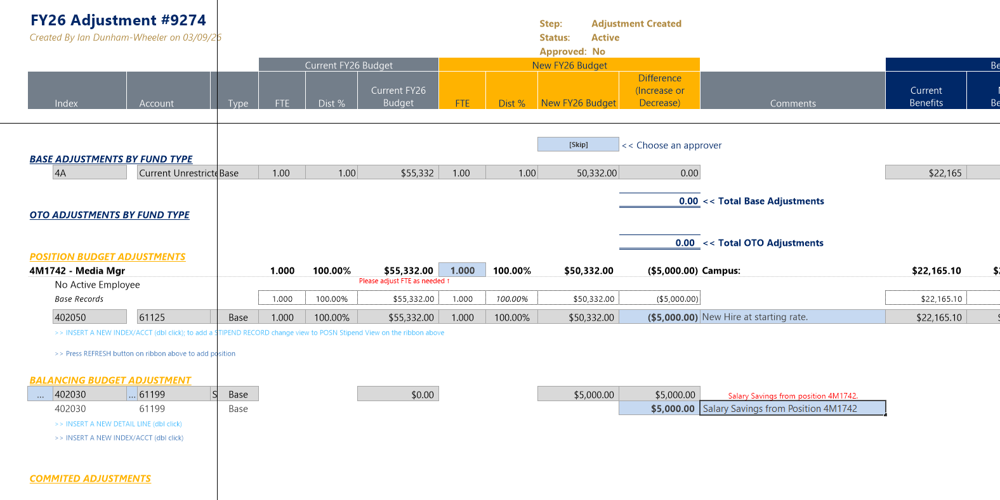 FY26 Adjustment #9274
Created By Ian Dunham-Wheeler on 03/09/26
Step: Adjustment Created
Status: Active
Approved: No
Current FY26 Budget New FY26 Budget Be
Index Account Type FTE Dist % Current FY26 Budget FTE Dist % New FY26 Budget Difference (Increase or Decrease) Comments Current Benefits Be
[Skip] << Choose an approver
BASE ADJUSTMENTS BY FUND TYPE
4A Current Unrestricte Base 1.00 1.00 $55,332 1.00 1.00 50,332.00 0.00 $22,165
0.00 << Total Base Adjustments
OTO ADJUSTMENTS BY FUND TYPE
0.00 << Total OTO Adjustments
POSITION BUDGET ADJUSTMENTS
4M1742 - Media Mgr 1.000 100.00% $55,332.00 1.000 100.00% $50,332.00 ($5,000.00) Campus: $22,165.10
Please adjust FTE as needed ↑
No Active Employee
Base Records 1.000 100.00% $55,332.00 1.000 100.00% $50,332.00 ($5,000.00) $22,165.10
402050 61125 Base 1.000 100.00% $55,332.00 1.000 100.00% $50,332.00 ($5,000.00) New Hire at starting rate. $22,165.10
>> INSERT A NEW INDEX/ACCT (dbl click); to add a STIPEND RECORD change view to POSN Stipend View on the ribbon above
>> Press REFRESH button on ribbon above to add position
BALANCING BUDGET ADJUSTMENT
... 402030 ... 61199 S Base $0.00 $5,000.00 $5,000.00 Salary Savings from position 4M1742.
402030 61199 Base $5,000.00 Salary Savings from Position 4M1742
>> INSERT A NEW DETAIL LINE (dbl click)
>> INSERT A NEW INDEX/ACCT (dbl click)
COMMITED ADJUSTMENTS